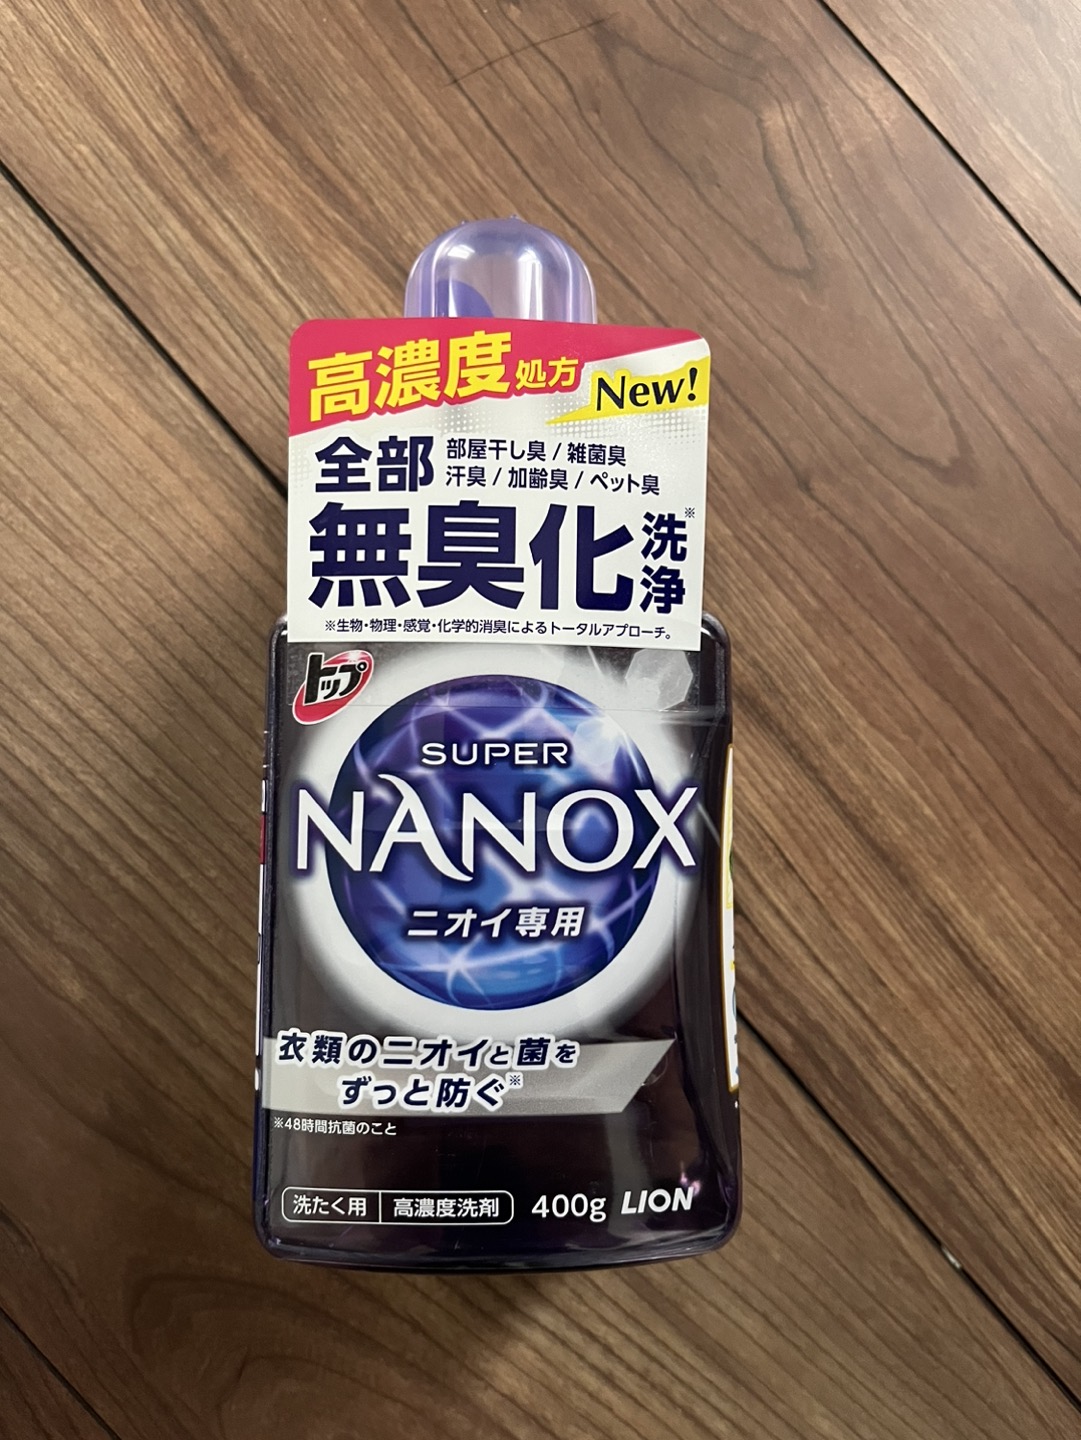 高濃度処方
New!
全部 部屋干し臭 / 雑菌臭
汗臭 / 加齢臭 / ペット臭
無臭化洗浄※
※生物・物理・感覚・化学的消臭によるトータルアプローチ。
トップ
SUPER
NANOX
ニオイ専用
衣類のニオイと菌を
ずっと防ぐ※
※48時間抗菌のこと
洗たく用 高濃度洗剤 400g LION